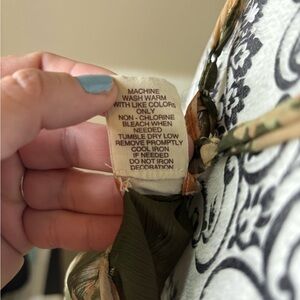 MACHINE
WASH WARM
WITH LIKE COLORS
ONLY
NON - CHLORINE
BLEACH WHEN
NEEDED
TUMBLE DRY LOW
REMOVE PROMPTLY
COOL IRON
IF NEEDED
DO NOT IRON
DECORATION